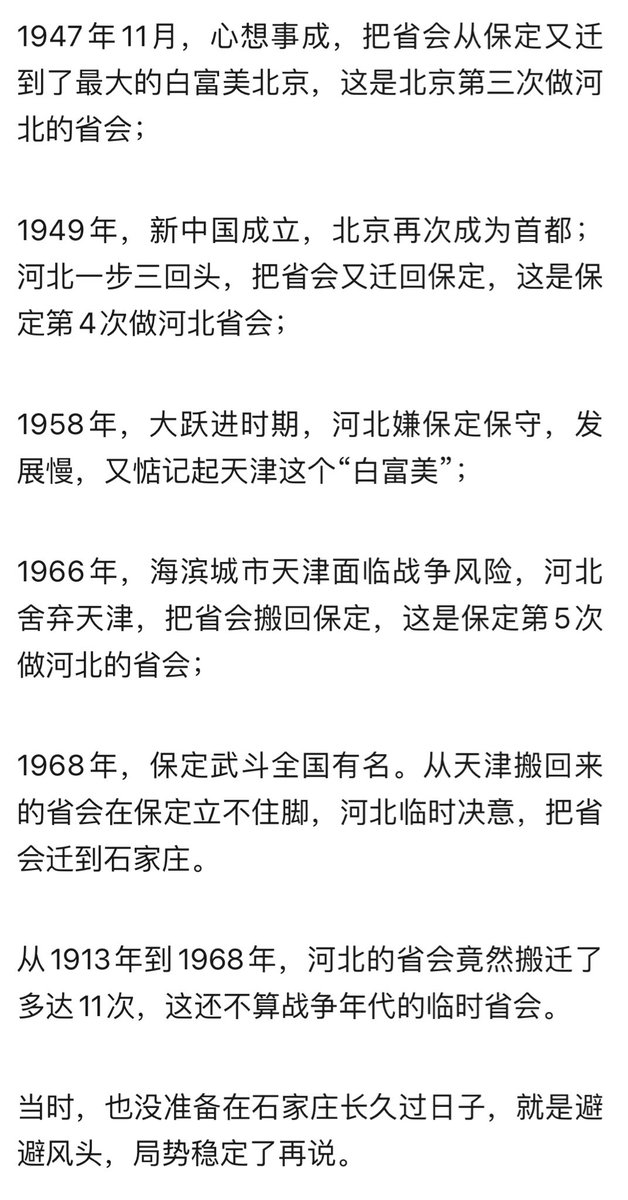 1947年11月，心想事成，把省会从保定又迁
到了最大的白富美北京，这是北京第三次做河
北的省会；
1949年，新中国成立，北京再次成为首都；
河北一步三回头，把省会又迁回保定，这是保
定第4次做河北省会；
1958年，大跃进时期，河北嫌保定保守，发
展慢，又惦记起天津这个“白富美”；
1966年，海滨城市天津面临战争风险，河北
舍弃天津，把省会搬回保定，这是保定第5次
做河北的省会；
1968年，保定武斗全国有名。从天津搬回来
的省会在保定立不住脚，河北临时决意，把省
会迁到石家庄。
从1913年到1968年，河北的省会竟然搬迁了
多达11次，这还不算战争年代的临时省会。
当时，也没准备在石家庄长久过日子，就是避
避风头，局势稳定了再说。